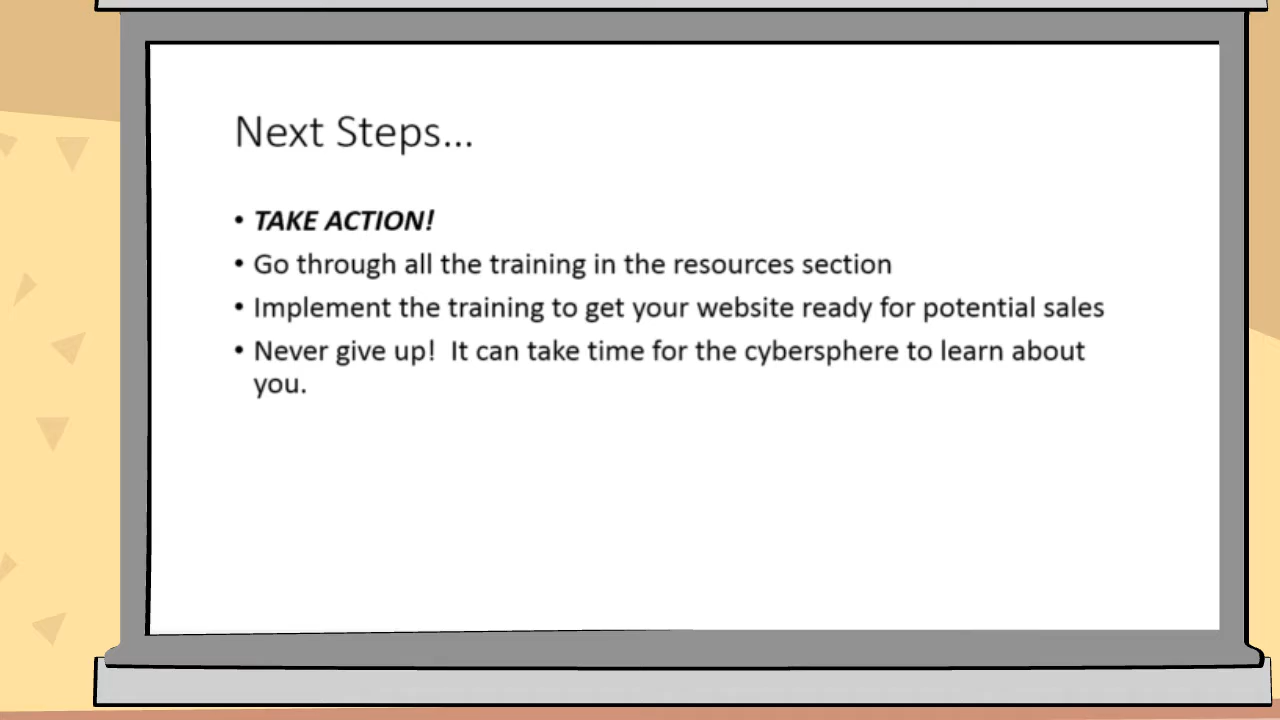 Next Steps...
• TAKE ACTION!
• Go through all the training in the resources section
• Implement the training to get your website ready for potential sales
• Never give up!  It can take time for the cybersphere to learn about
you.